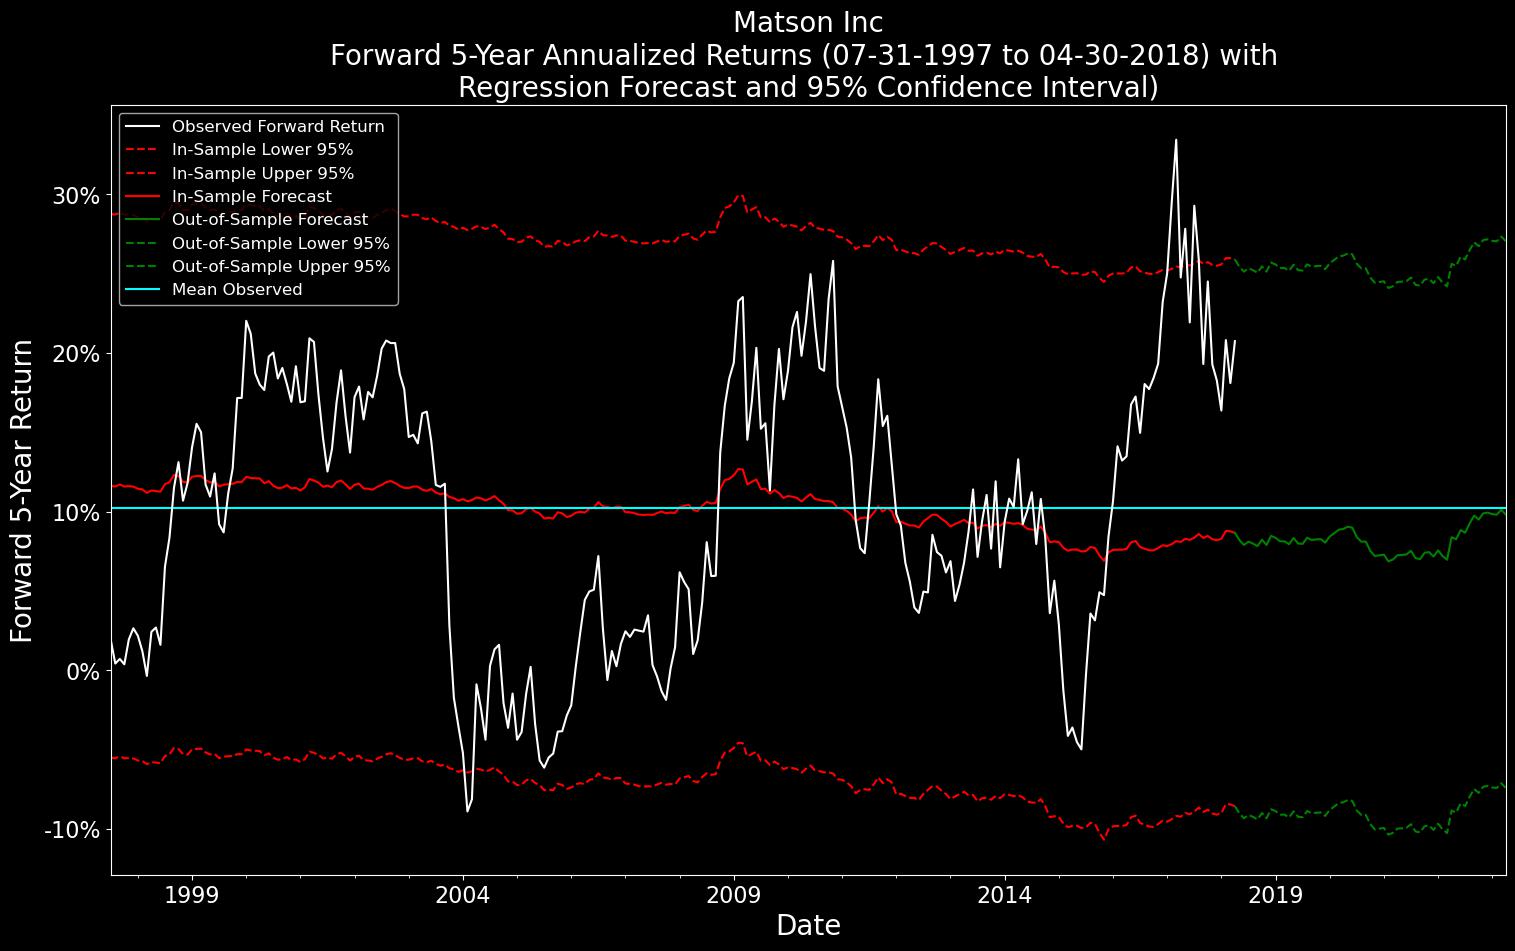 Matson Inc
Forward 5-Year Annualized Returns (07-31-1997 to 04-30-2018) with
Regression Forecast and 95% Confidence Interval)
Observed Forward Return
In-Sample Lower 95%
In-Sample Upper 95%
In-Sample Forecast
Out-of-Sample Forecast
Out-of-Sample Lower 95%
Out-of-Sample Upper 95%
Mean Observed
Forward 5-Year Return
30%
20%
10%
0%
-10%
1999
2004
2009
2014
2019
Date